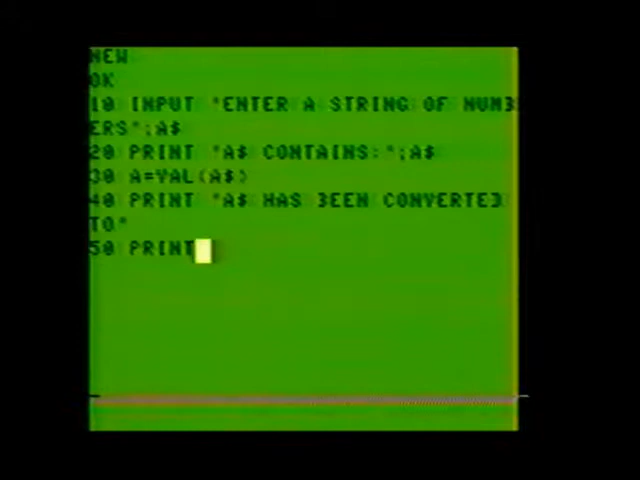 NEW
OK
10 INPUT "ENTER A STRING OF NUMB
ERS";A$
20 PRINT "A$ CONTAINS:";A$
30 A=VAL(A$)
40 PRINT "A$ HAS BEEN CONVERTED
TO"
50 PRINT